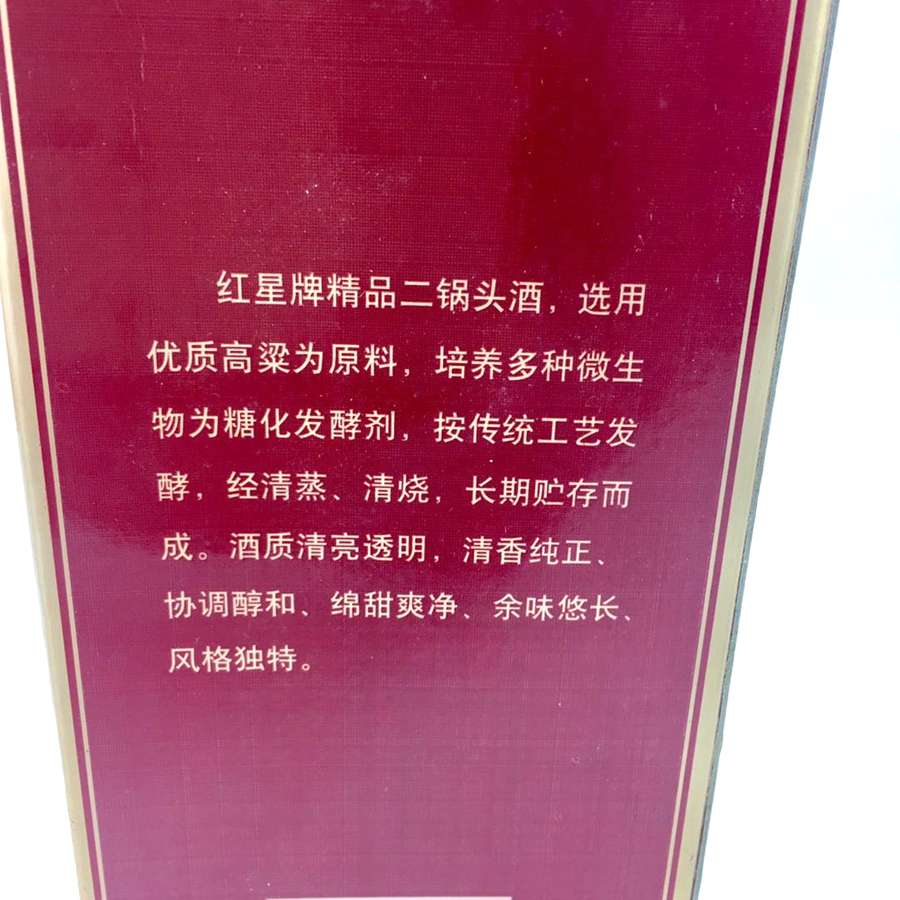 红星牌精品二锅头酒，选用
优质高粱为原料，培养多种微生
物为糖化发酵剂，按传统工艺发
酵，经清蒸、清烧，长期贮存而
成。酒质清亮透明，清香纯正、
协调醇和、绵甜爽净、余味悠长、
风格独特。